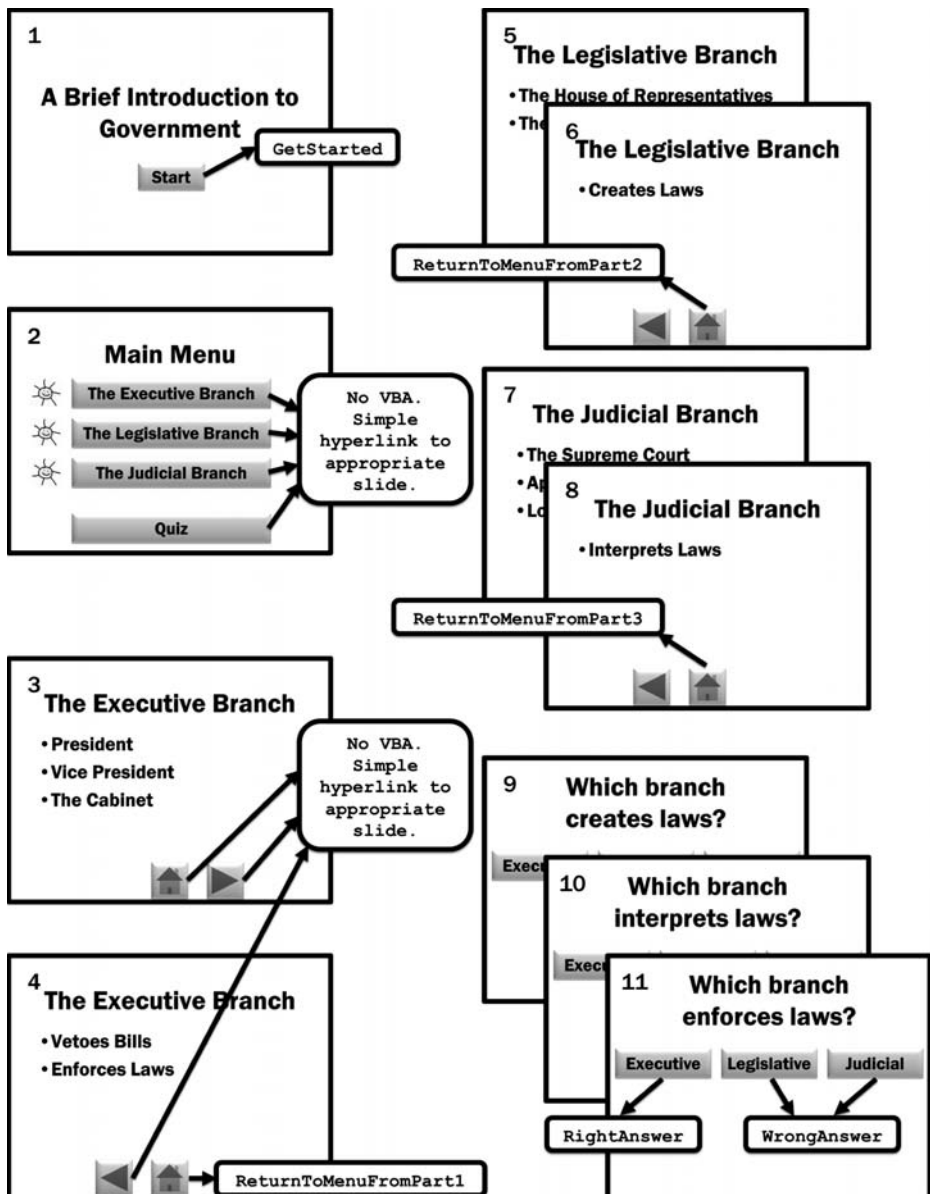 1
A Brief Introduction to
Government
GetStarted
Start
2
Main Menu
The Executive Branch
The Legislative Branch
The Judicial Branch
Quiz
No VBA.
Simple
hyperlink to
appropriate
slide.
3
The Executive Branch
• President
• Vice President
• The Cabinet
No VBA.
Simple
hyperlink to
appropriate
slide.
4
The Executive Branch
• Vetoes Bills
• Enforces Laws
ReturnToMenuFromPart1
5
The Legislative Branch
• The House of Representatives
• The
6
The Legislative Branch
• Creates Laws
ReturnToMenuFromPart2
7
The Judicial Branch
• The Supreme Court
8
The Judicial Branch
• Interprets Laws
ReturnToMenuFromPart3
9
Which branch
creates laws?
10
Which branch
interprets laws?
11
Which branch
enforces laws?
Executive Legislative Judicial
RightAnswer WrongAnswer